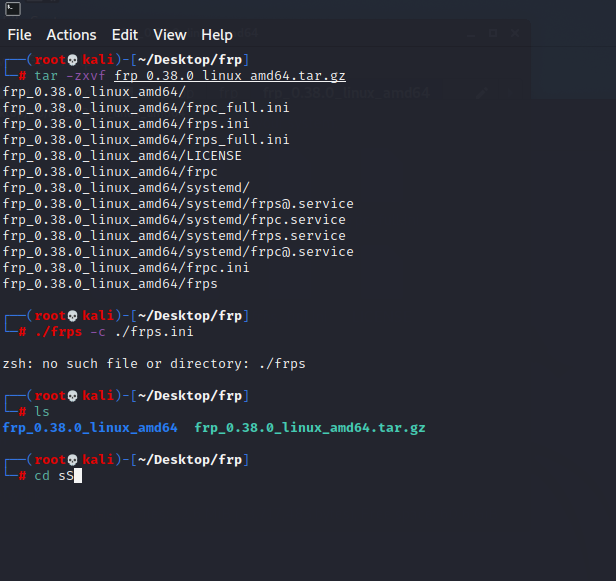 File Actions Edit View Help
┌──(root💀kali)-[~/Desktop/frp]
└─# tar -zxvf frp_0.38.0_linux_amd64.tar.gz
frp_0.38.0_linux_amd64/
frp_0.38.0_linux_amd64/frpc_full.ini
frp_0.38.0_linux_amd64/frps.ini
frp_0.38.0_linux_amd64/frps_full.ini
frp_0.38.0_linux_amd64/LICENSE
frp_0.38.0_linux_amd64/frpc
frp_0.38.0_linux_amd64/systemd/
frp_0.38.0_linux_amd64/systemd/frps@.service
frp_0.38.0_linux_amd64/systemd/frpc.service
frp_0.38.0_linux_amd64/systemd/frps.service
frp_0.38.0_linux_amd64/systemd/frpc@.service
frp_0.38.0_linux_amd64/frpc.ini
frp_0.38.0_linux_amd64/frps
┌──(root💀kali)-[~/Desktop/frp]
└─# ./frps -c ./frps.ini
zsh: no such file or directory: ./frps
┌──(root💀kali)-[~/Desktop/frp]
└─# ls
frp_0.38.0_linux_amd64 frp_0.38.0_linux_amd64.tar.gz
┌──(root💀kali)-[~/Desktop/frp]
└─# cd sS